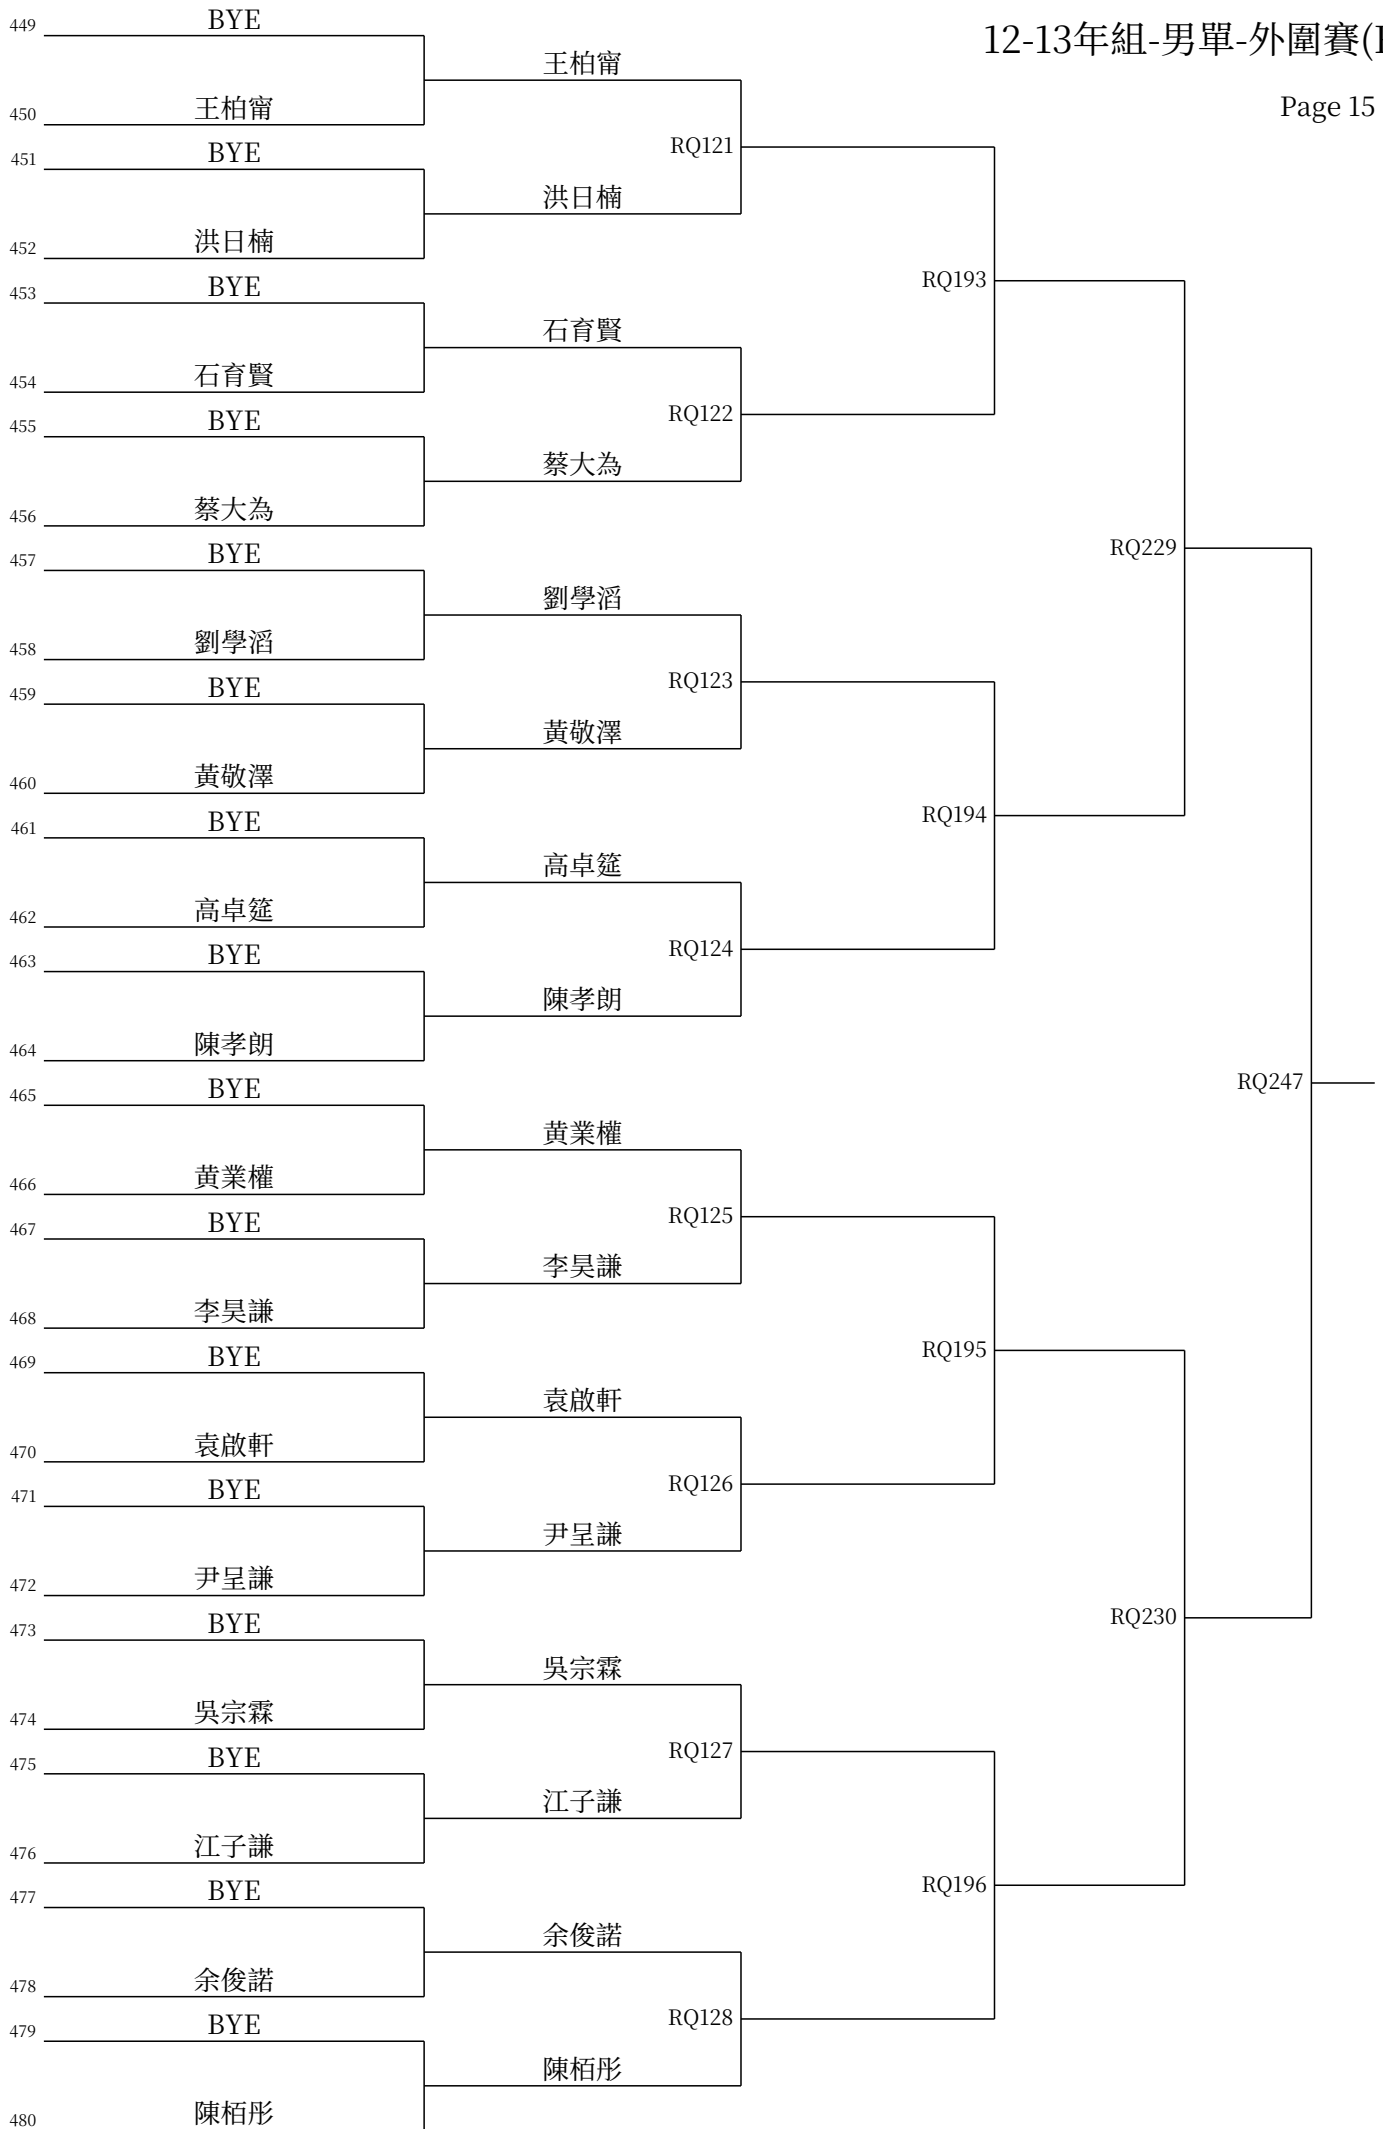 12-13年組-男單-外圍賽(
Page 15
449 BYE
王柏甯
450 王柏甯
RQ121
451 BYE
洪日楠
452 洪日楠
RQ193
453 BYE
石育賢
454 石育賢
RQ122
455 BYE
蔡大為
456 蔡大為
RQ229
457 BYE
劉學滔
458 劉學滔
RQ123
459 BYE
黃敬澤
460 黃敬澤
RQ194
461 BYE
高卓筵
462 高卓筵
RQ124
463 BYE
陳孝朗
464 陳孝朗
RQ247
465 BYE
黄業權
466 黄業權
RQ125
467 BYE
李昊謙
468 李昊謙
RQ195
469 BYE
袁啟軒
470 袁啟軒
RQ126
471 BYE
尹呈謙
472 尹呈謙
RQ230
473 BYE
吳宗霖
474 吳宗霖
RQ127
475 BYE
江子謙
476 江子謙
RQ196
477 BYE
余俊諾
478 余俊諾
RQ128
479 BYE
陳栢彤
480 陳栢彤